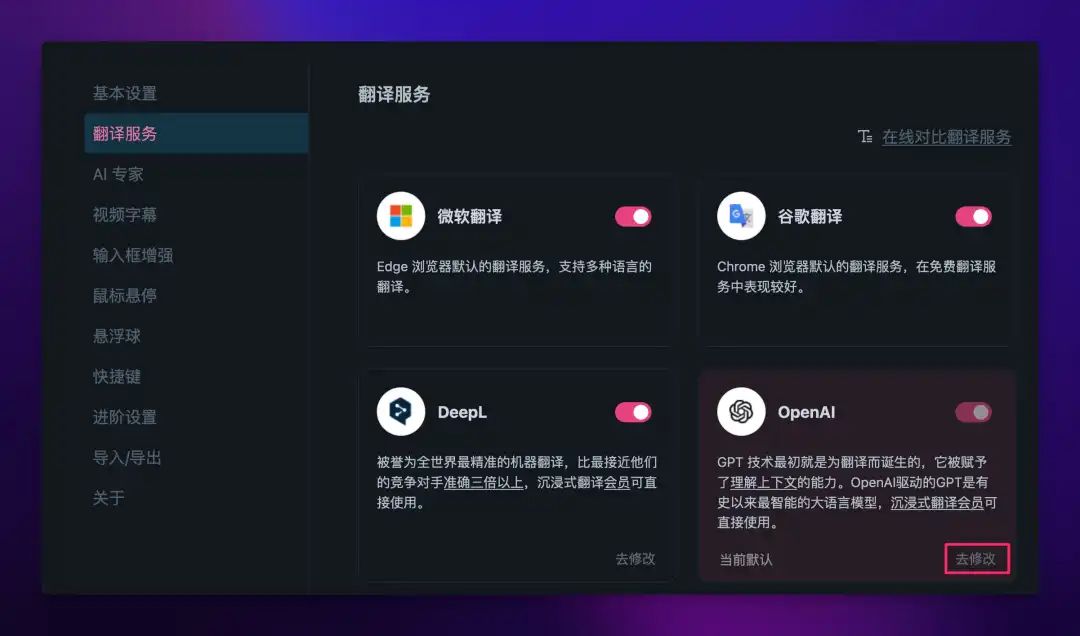 基本设置
翻译服务
AI 专家
视频字幕
输入框增强
鼠标悬停
悬浮球
快捷键
进阶设置
导入/导出
关于
翻译服务
在线对比翻译服务
微软翻译
Edge 浏览器默认的翻译服务，支持多种语言的
翻译。
谷歌翻译
Chrome 浏览器默认的翻译服务，在免费翻译服
务中表现较好。
DeepL
被誉为全世界最精准的机器翻译，比最接近他们
的竞争对手准确三倍以上，沉浸式翻译会员可直
接使用。
去修改
OpenAI
GPT 技术最初就是为翻译而诞生的，它被赋予
了理解上下文的能力。OpenAI驱动的GPT是有
史以来最智能的大语言模型，沉浸式翻译会员可
直接使用。
当前默认
去修改